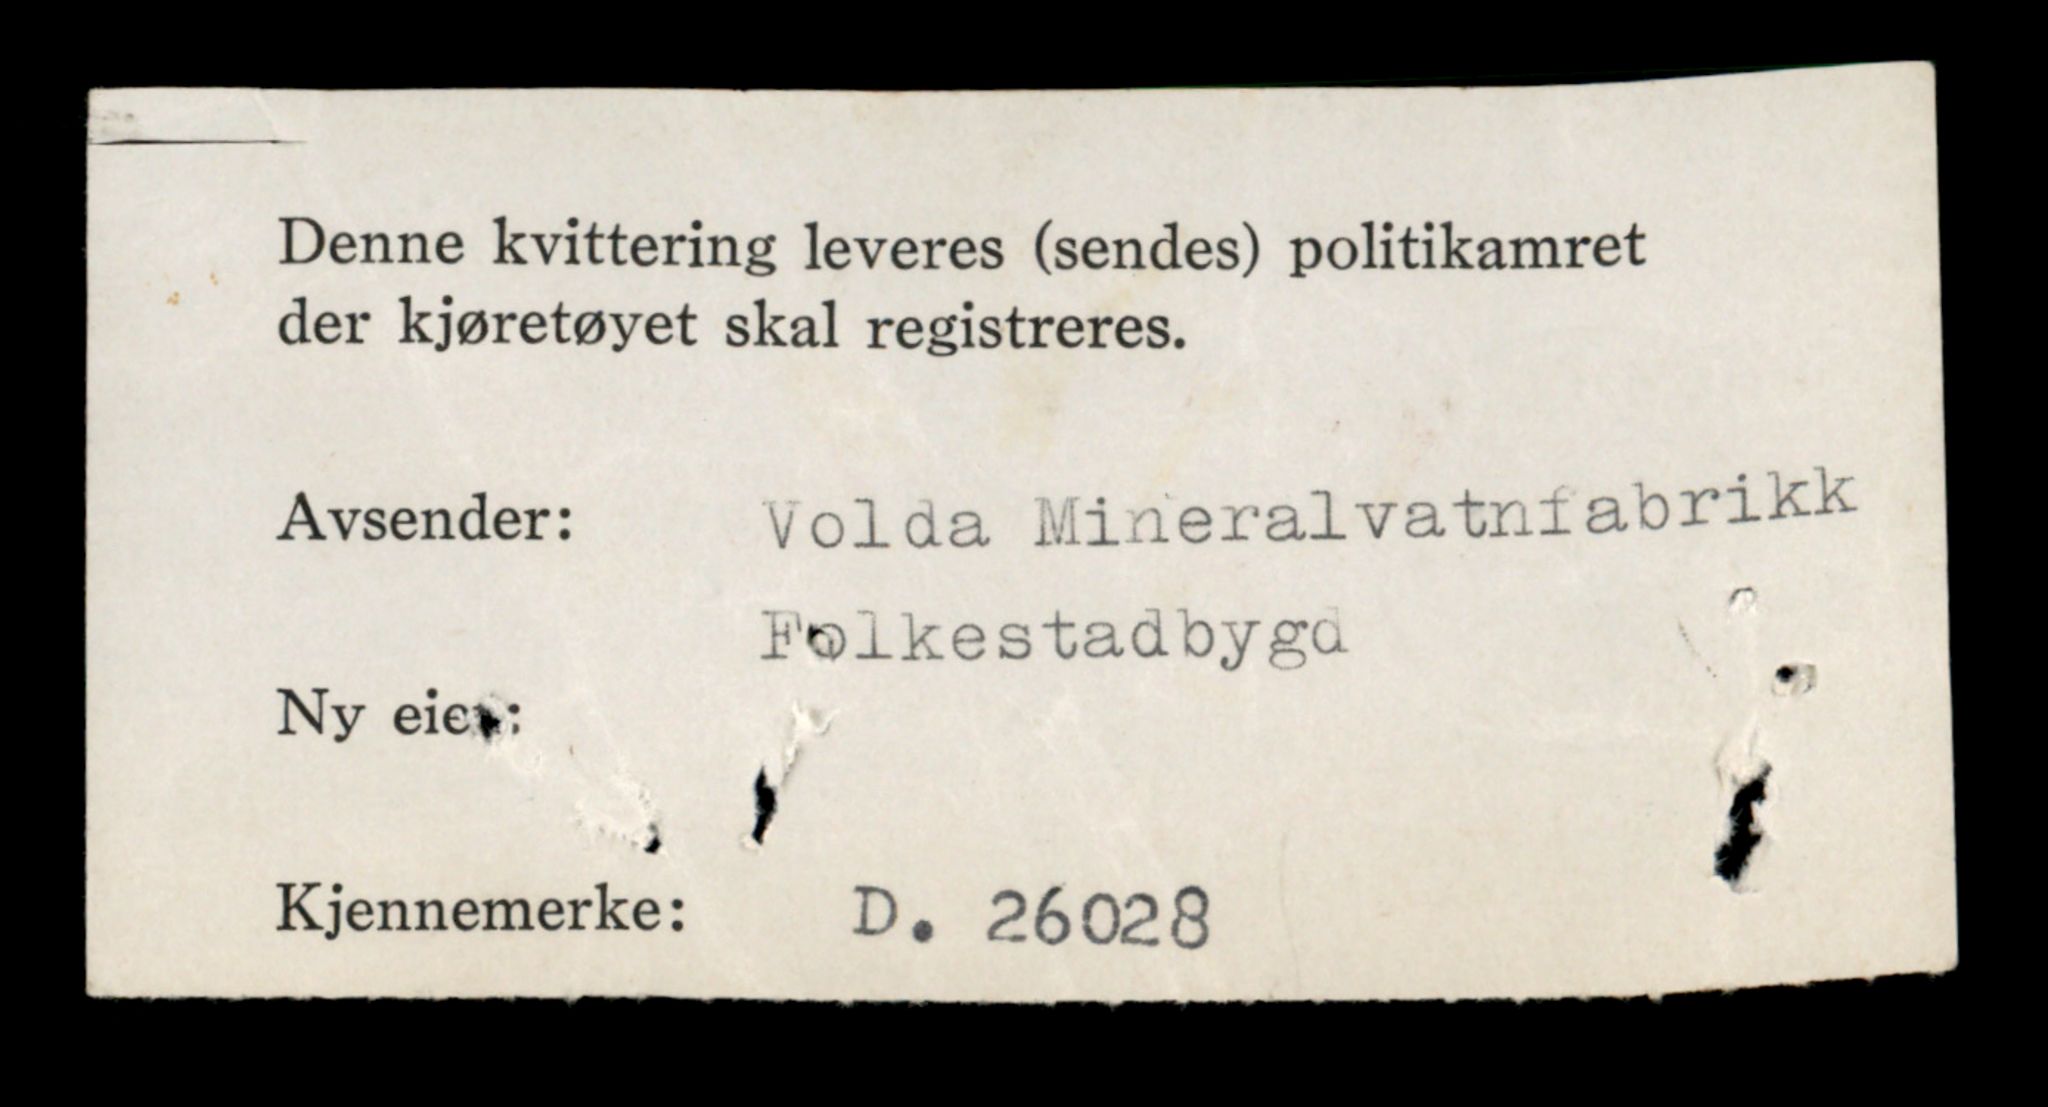 Denne kvittering leveres (sendes) politikamret
der kjøretøyet skal registreres.
Avsender: Volda Mineralvatnfabrikk
Folkestadbygd
Ny eier:
Kjennemerke: D. 26028